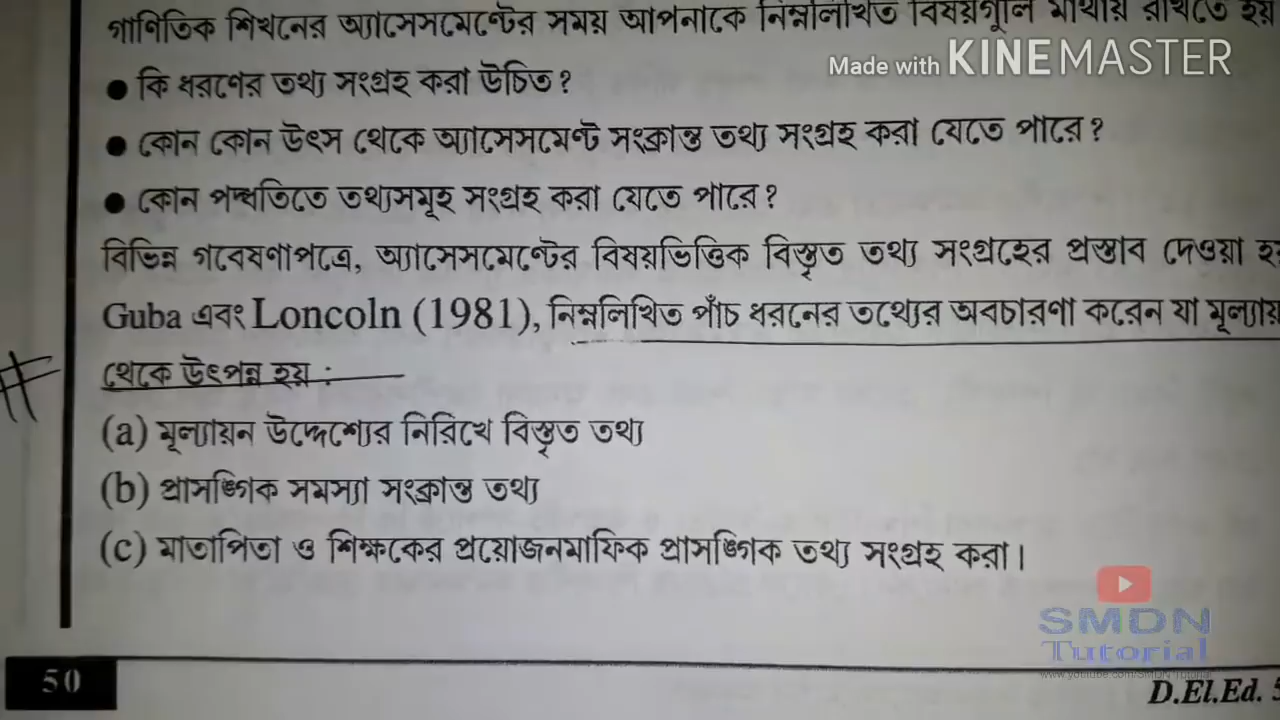 গাণিতিক শিখনের অ্যাসেসমেন্টের সময় আপনাকে নিম্নলিখিত বিষয়গুলি মাথায় রাখতে হয়
Made with KINEMASTER
● কি ধরণের তথ্য সংগ্রহ করা উচিত?
● কোন কোন উৎস থেকে অ্যাসেসমেন্ট সংক্রান্ত তথ্য সংগ্রহ করা যেতে পারে?
● কোন পদ্ধতিতে তথ্যসমূহ সংগ্রহ করা যেতে পারে?
বিভিন্ন গবেষণাপত্রে, অ্যাসেসমেন্টের বিষয়ভিত্তিক বিস্তৃত তথ্য সংগ্রহের প্রস্তাব দেওয়া
Guba এবং Loncoln (1981), নিম্নলিখিত পাঁচ ধরনের তথ্যের অবচারণা করেন যা
থেকে উৎপন্ন হয় :
(a) মূল্যায়ন উদ্দেশ্যের নিরিখে বিস্তৃত তথ্য
(b) প্রাসঙ্গিক সমস্যা সংক্রান্ত তথ্য
(c) মাতাপিতা ও শিক্ষকের প্রয়োজনমাফিক প্রাসঙ্গিক তথ্য সংগ্রহ করা।
SMDN
Tutorial
50
D.El.Ed.